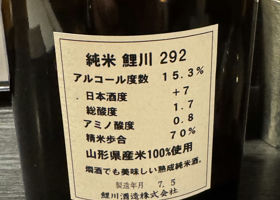 純米 鯉川 292
アルコール度数 15.3%
日本酒度 +7
総酸度 1.7
アミノ酸度 0.8
精米歩合 70%
山形県産米100%使用
燗酒でも美味しい熟成純米酒。
製造年月 7.5
鯉川酒造株式会社